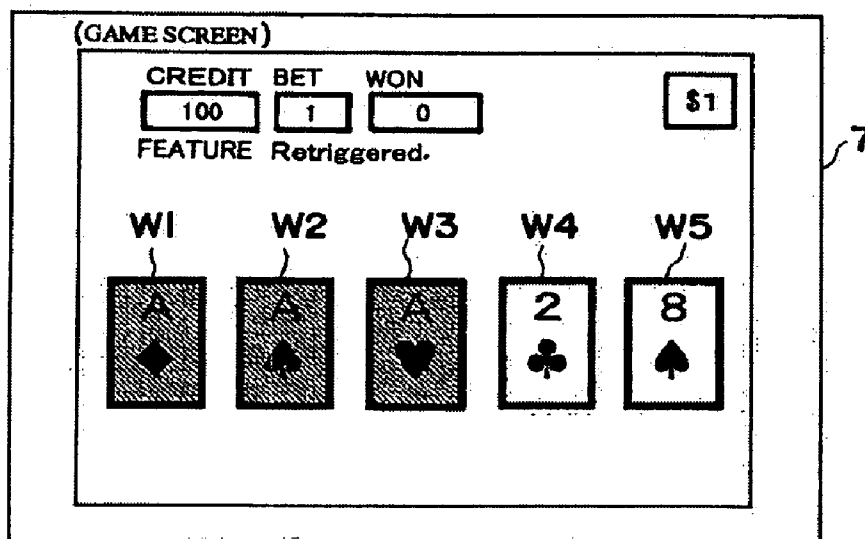 (GAME SCREEN)
CREDIT BET WON
100 1 0 $1
FEATURE Retriggered.
7
W1 W2 W3 W4 W5
A A A 2 8